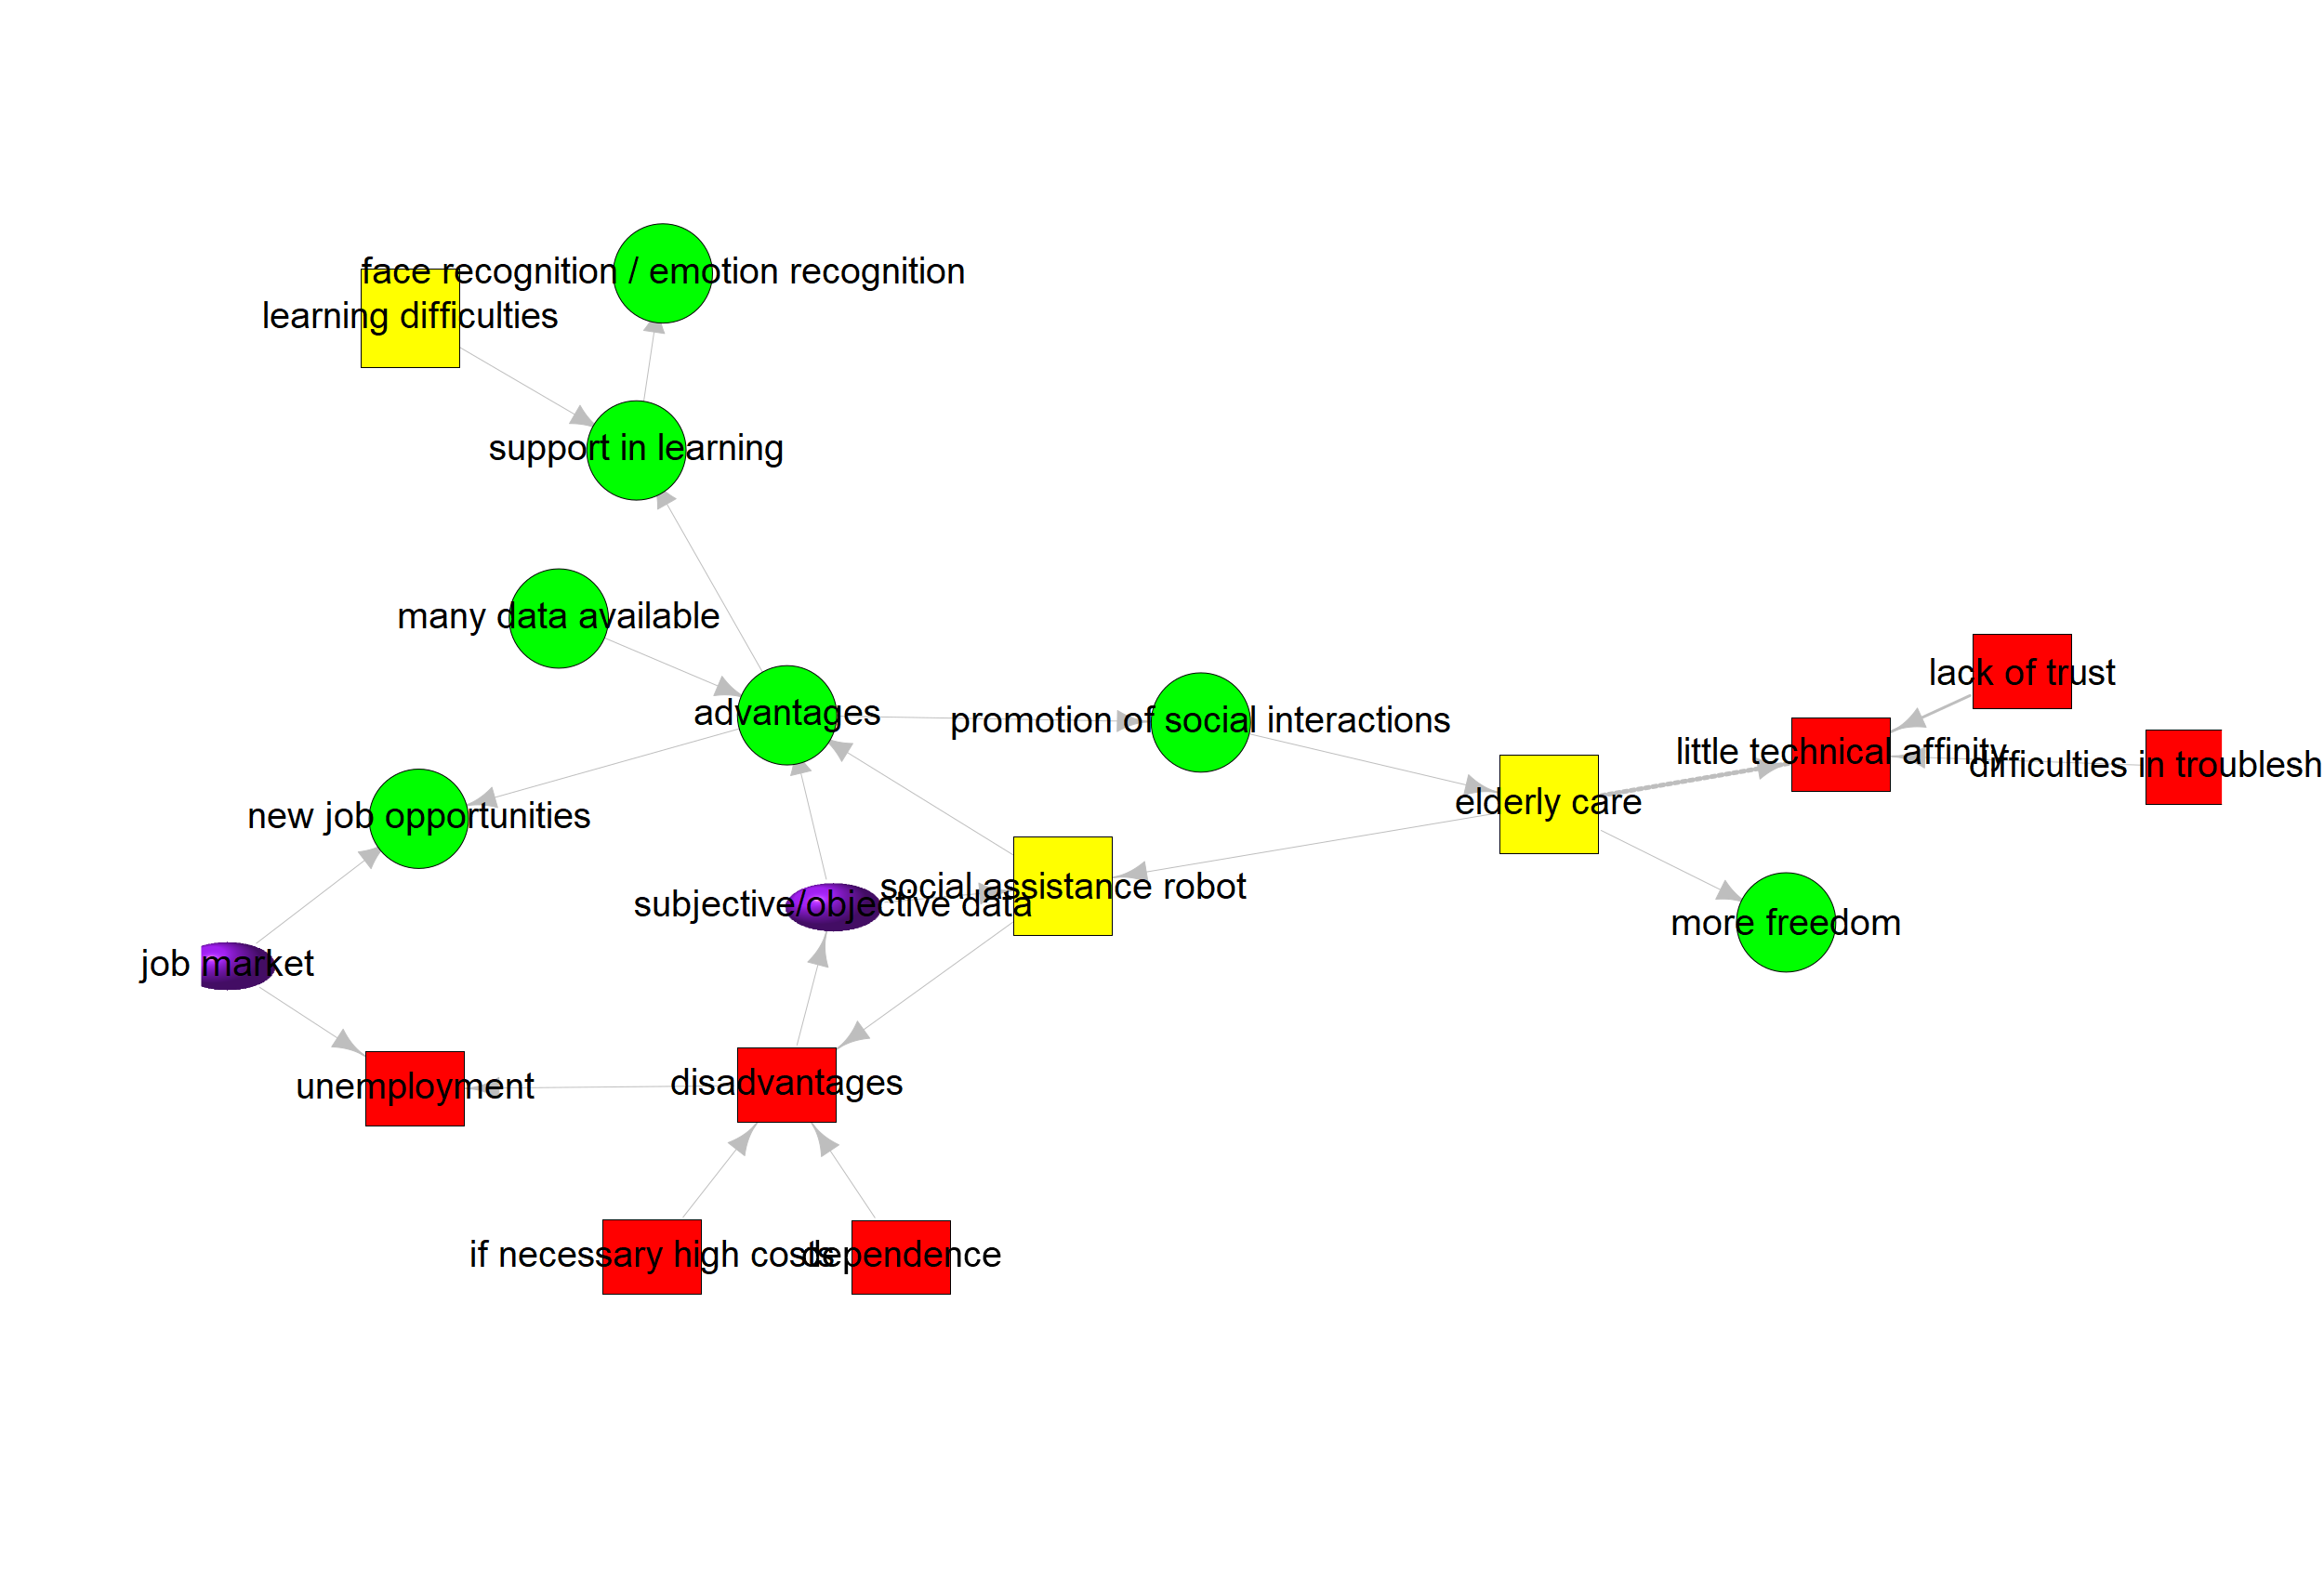 face recognition / emotion recognition
learning difficulties
support in learning
many data available
advantages
promotion of social interactions
lack of trust
little technical affinity
difficulties in troublesh
elderly care
new job opportunities
social assistance robot
subjective/objective data
more freedom
job market
unemployment
disadvantages
if necessary high costs
dependence